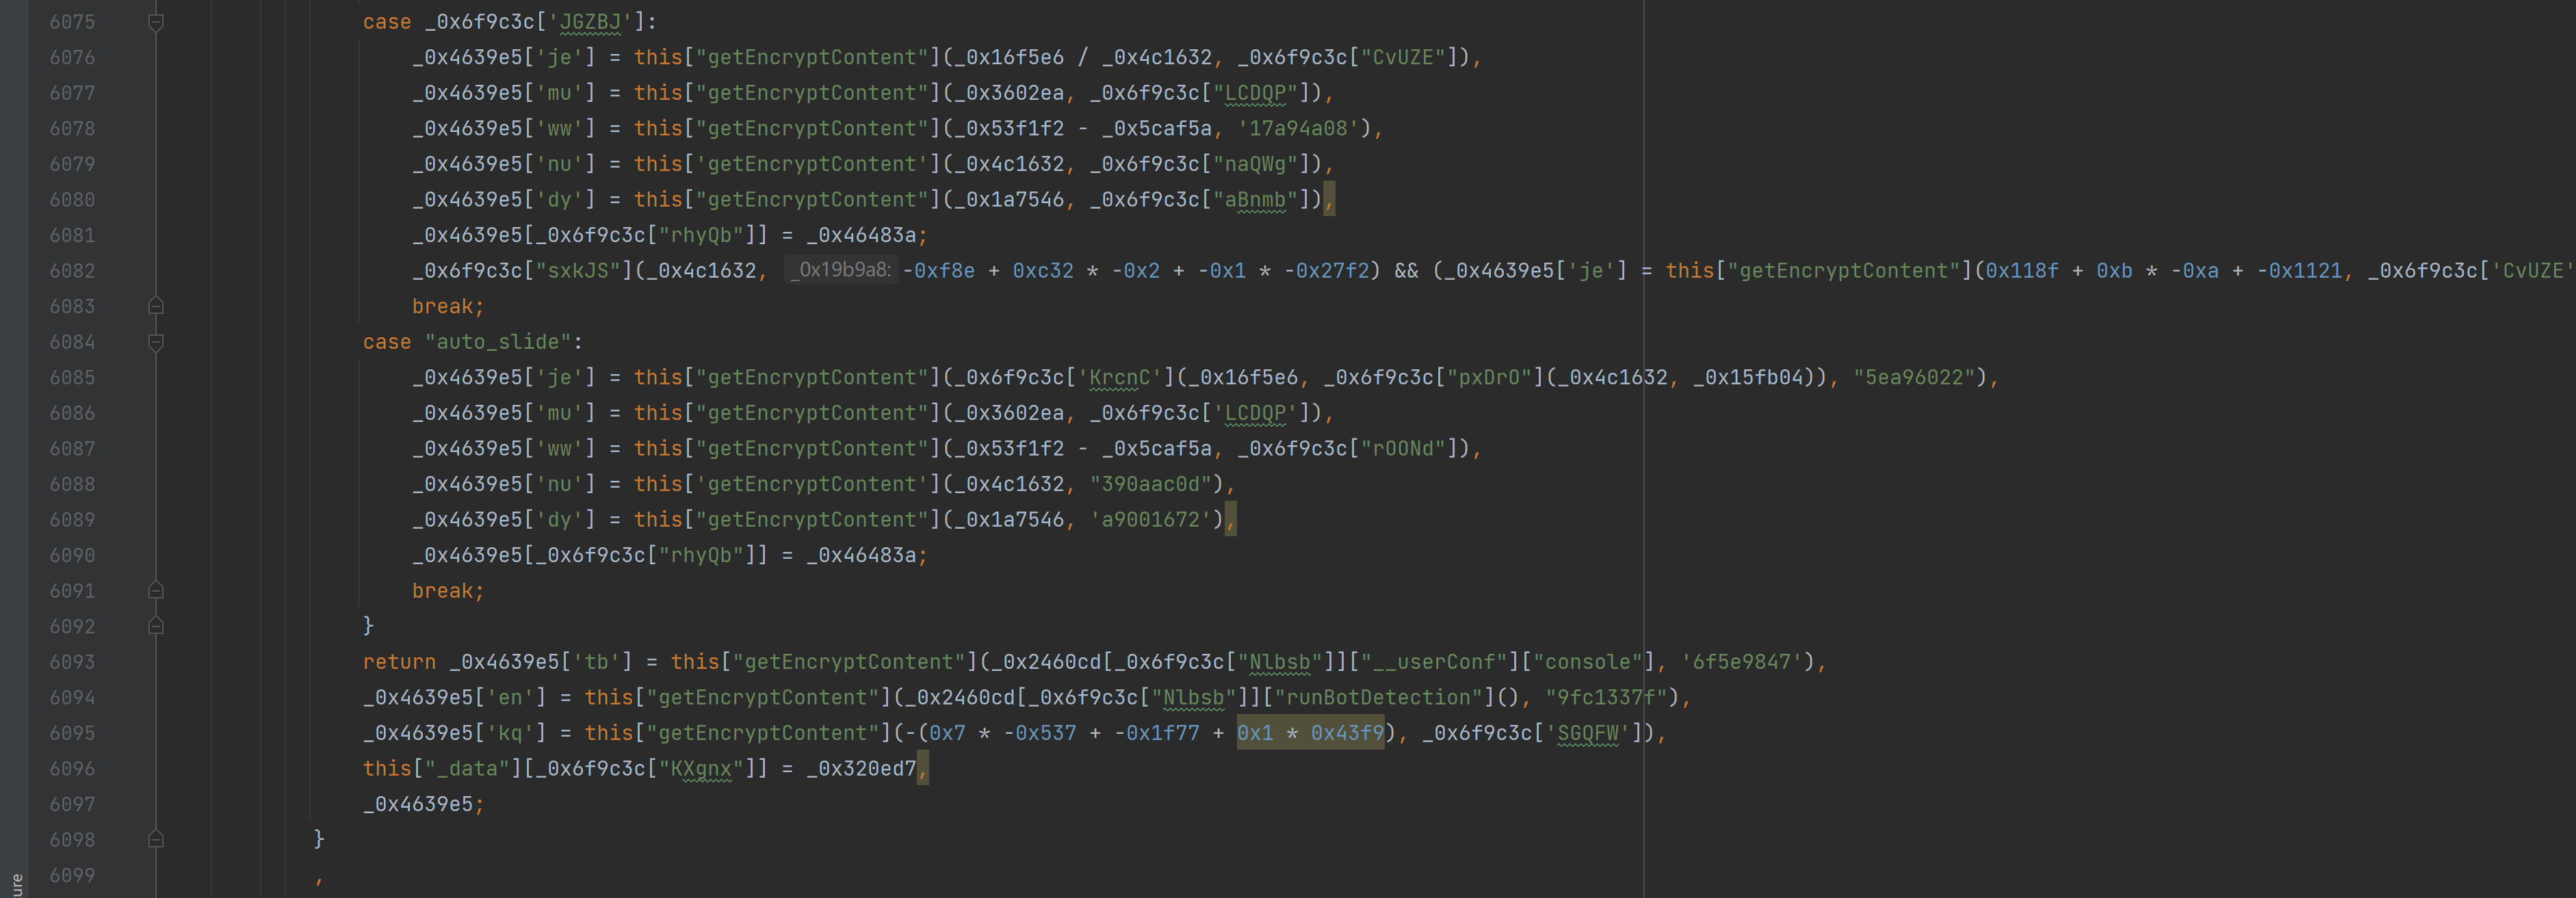 6075 case _0x6f9c3c['JGZBJ']:
6076 _0x4639e5['je'] = this["getEncryptContent"](_0x16f5e6 / _0x4c1632, _0x6f9c3c["CvUZE"]),
6077 _0x4639e5['mu'] = this["getEncryptContent"](_0x3602ea, _0x6f9c3c["LCDQP"]),
6078 _0x4639e5['ww'] = this["getEncryptContent"](_0x53f1f2 - _0x5caf5a, '17a94a08'),
6079 _0x4639e5['nu'] = this['getEncryptContent'](_0x4c1632, _0x6f9c3c["naQWg"]),
6080 _0x4639e5['dy'] = this["getEncryptContent"](_0x1a7546, _0x6f9c3c["aBnmb"]),
6081 _0x4639e5[_0x6f9c3c["rhyQb"]] = _0x46483a;
6082 _0x6f9c3c["sxkJS"](_0x4c1632, _0x19b9a8: -0xf8e + 0xc32 * -0x2 + -0x1 * -0x27f2) && (_0x4639e5['je'] = this["getEncryptContent"](0x118f + 0xb * -0xa + -0x1121, _0x6f9c3c['CvUZE'
6083 break;
6084 case "auto_slide":
6085 _0x4639e5['je'] = this["getEncryptContent"](_0x6f9c3c['KrcnC'](_0x16f5e6, _0x6f9c3c["pxDrO"](_0x4c1632, _0x15fb04)), "5ea96022"),
6086 _0x4639e5['mu'] = this["getEncryptContent"](_0x3602ea, _0x6f9c3c['LCDQP']),
6087 _0x4639e5['ww'] = this["getEncryptContent"](_0x53f1f2 - _0x5caf5a, _0x6f9c3c["rOONd"]),
6088 _0x4639e5['nu'] = this['getEncryptContent'](_0x4c1632, "390aac0d"),
6089 _0x4639e5['dy'] = this["getEncryptContent"](_0x1a7546, 'a9001672'),
6090 _0x4639e5[_0x6f9c3c["rhyQb"]] = _0x46483a;
6091 break;
6092 }
6093 return _0x4639e5['tb'] = this["getEncryptContent"](_0x2460cd[_0x6f9c3c["Nlbsb"]]["__userConf"]["console"], '6f5e9847'),
6094 _0x4639e5['en'] = this["getEncryptContent"](_0x2460cd[_0x6f9c3c["Nlbsb"]]["runBotDetection"](), "9fc1337f"),
6095 _0x4639e5['kq'] = this["getEncryptContent"](-(0x7 * -0x537 + -0x1f77 + 0x1 * 0x43f9), _0x6f9c3c['SGQFW']),
6096 this["_data"][_0x6f9c3c["KXgnx"]] = _0x320ed7,
6097 _0x4639e5;
6098 }
6099 ,
ure